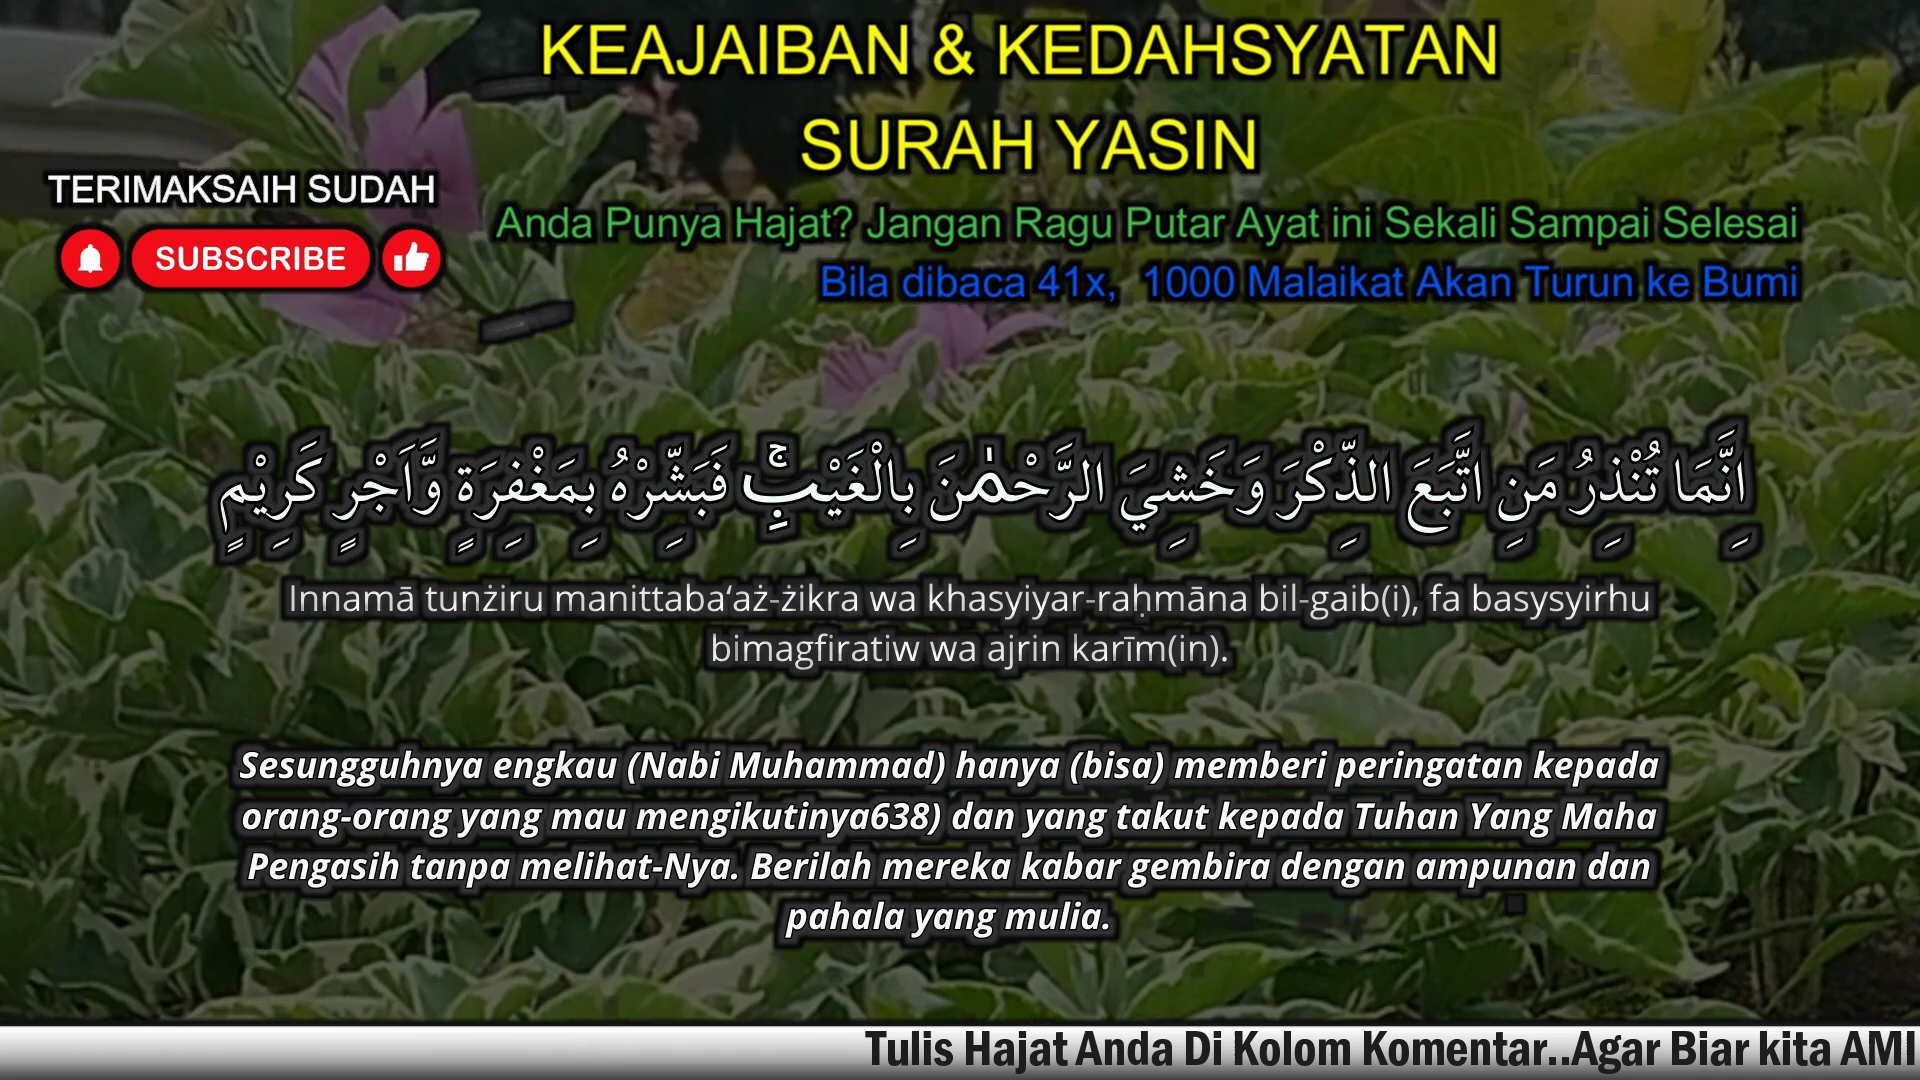 KEAJAIBAN & KEDAHSYATAN
SURAH YASIN
TERIMAKSAIH SUDAH
SUBSCRIBE
Anda Punya Hajat? Jangan Ragu Putar Ayat ini Sekali Sampai Selesai
Bila dibaca 41x, 1000 Malaikat Akan Turun ke Bumi
اِنَّمَا تُنْذِرُ مَنِ اتَّبَعَ الذِّكْرَ وَخَشِيَ الرَّحْمٰنَ بِالْغَيْبِۚ فَبَشِّرْهُ بِمَغْفِرَةٍ وَّاَجْرٍ كَرِيْمٍ
Innamā tunżiru manittaba‘aż-żikra wa khasyiyar-raḥmāna bil-gaib(i), fa basysyirhu
bimagfiratiw wa ajrin karīm(in).
Sesungguhnya engkau (Nabi Muhammad) hanya (bisa) memberi peringatan kepada
orang-orang yang mau mengikutinya638) dan yang takut kepada Tuhan Yang Maha
Pengasih tanpa melihat-Nya. Berilah mereka kabar gembira dengan ampunan dan
pahala yang mulia.
Tulis Hajat Anda Di Kolom Komentar..Agar Biar kita AMI